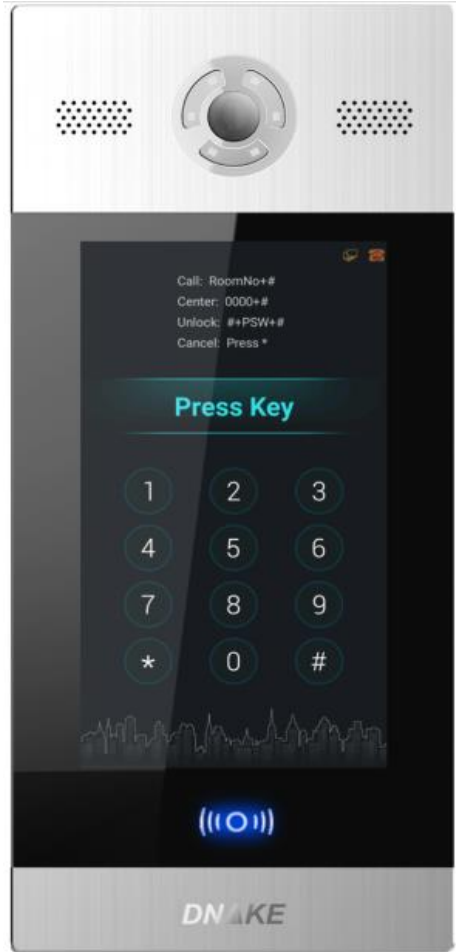 Call: RoomNo+#
Center: 0000+#
Unlock: #+PSW+#
Cancel: Press *
Press Key
1 2 3
4 5 6
7 8 9
* 0 #
DNAKE